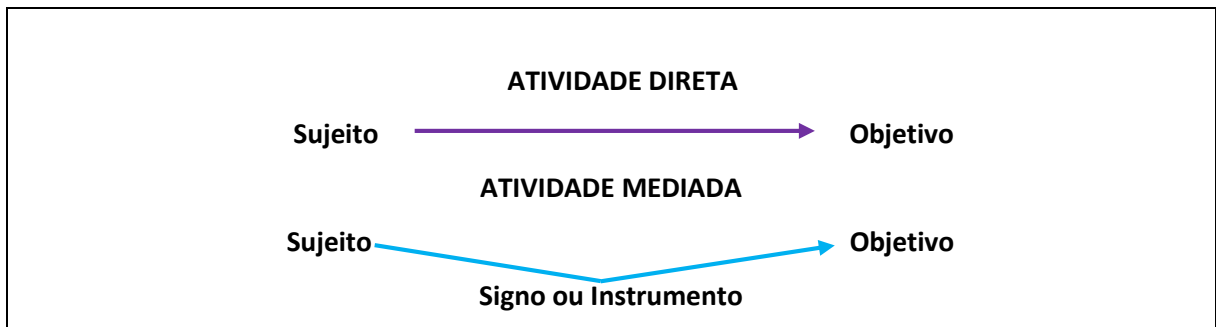 ATIVIDADE DIRETA
Sujeito Objetivo
ATIVIDADE MEDIADA
Sujeito Objetivo
Signo ou Instrumento